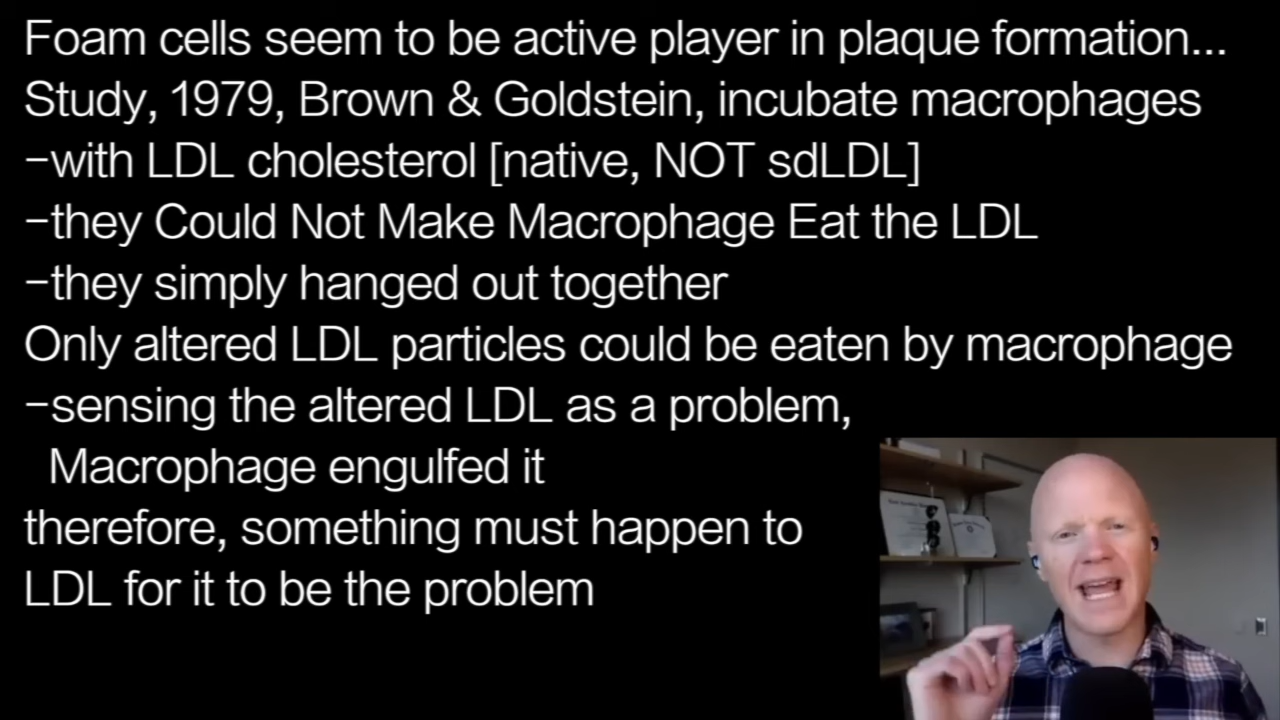 Foam cells seem to be active player in plaque formation...
Study, 1979, Brown & Goldstein, incubate macrophages
−with LDL cholesterol [native, NOT sdLDL]
−they Could Not Make Macrophage Eat the LDL
−they simply hanged out together
Only altered LDL particles could be eaten by macrophage
−sensing the altered LDL as a problem,
Macrophage engulfed it
therefore, something must happen to
LDL for it to be the problem